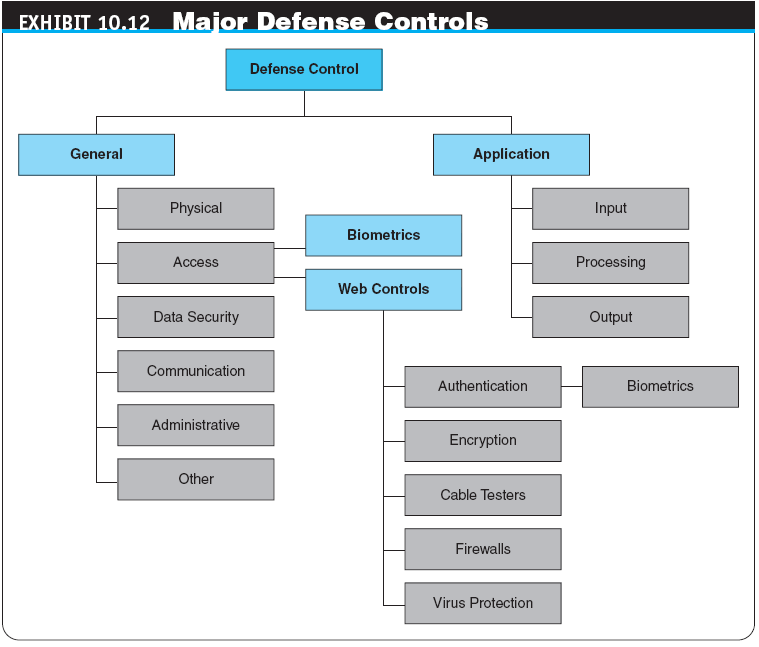 EXHIBIT 10.12 Major Defense Controls
Defense Control
General
Application
Physical
Access
Data Security
Communication
Administrative
Other
Biometrics
Web Controls
Authentication
Biometrics
Encryption
Cable Testers
Firewalls
Virus Protection
Input
Processing
Output